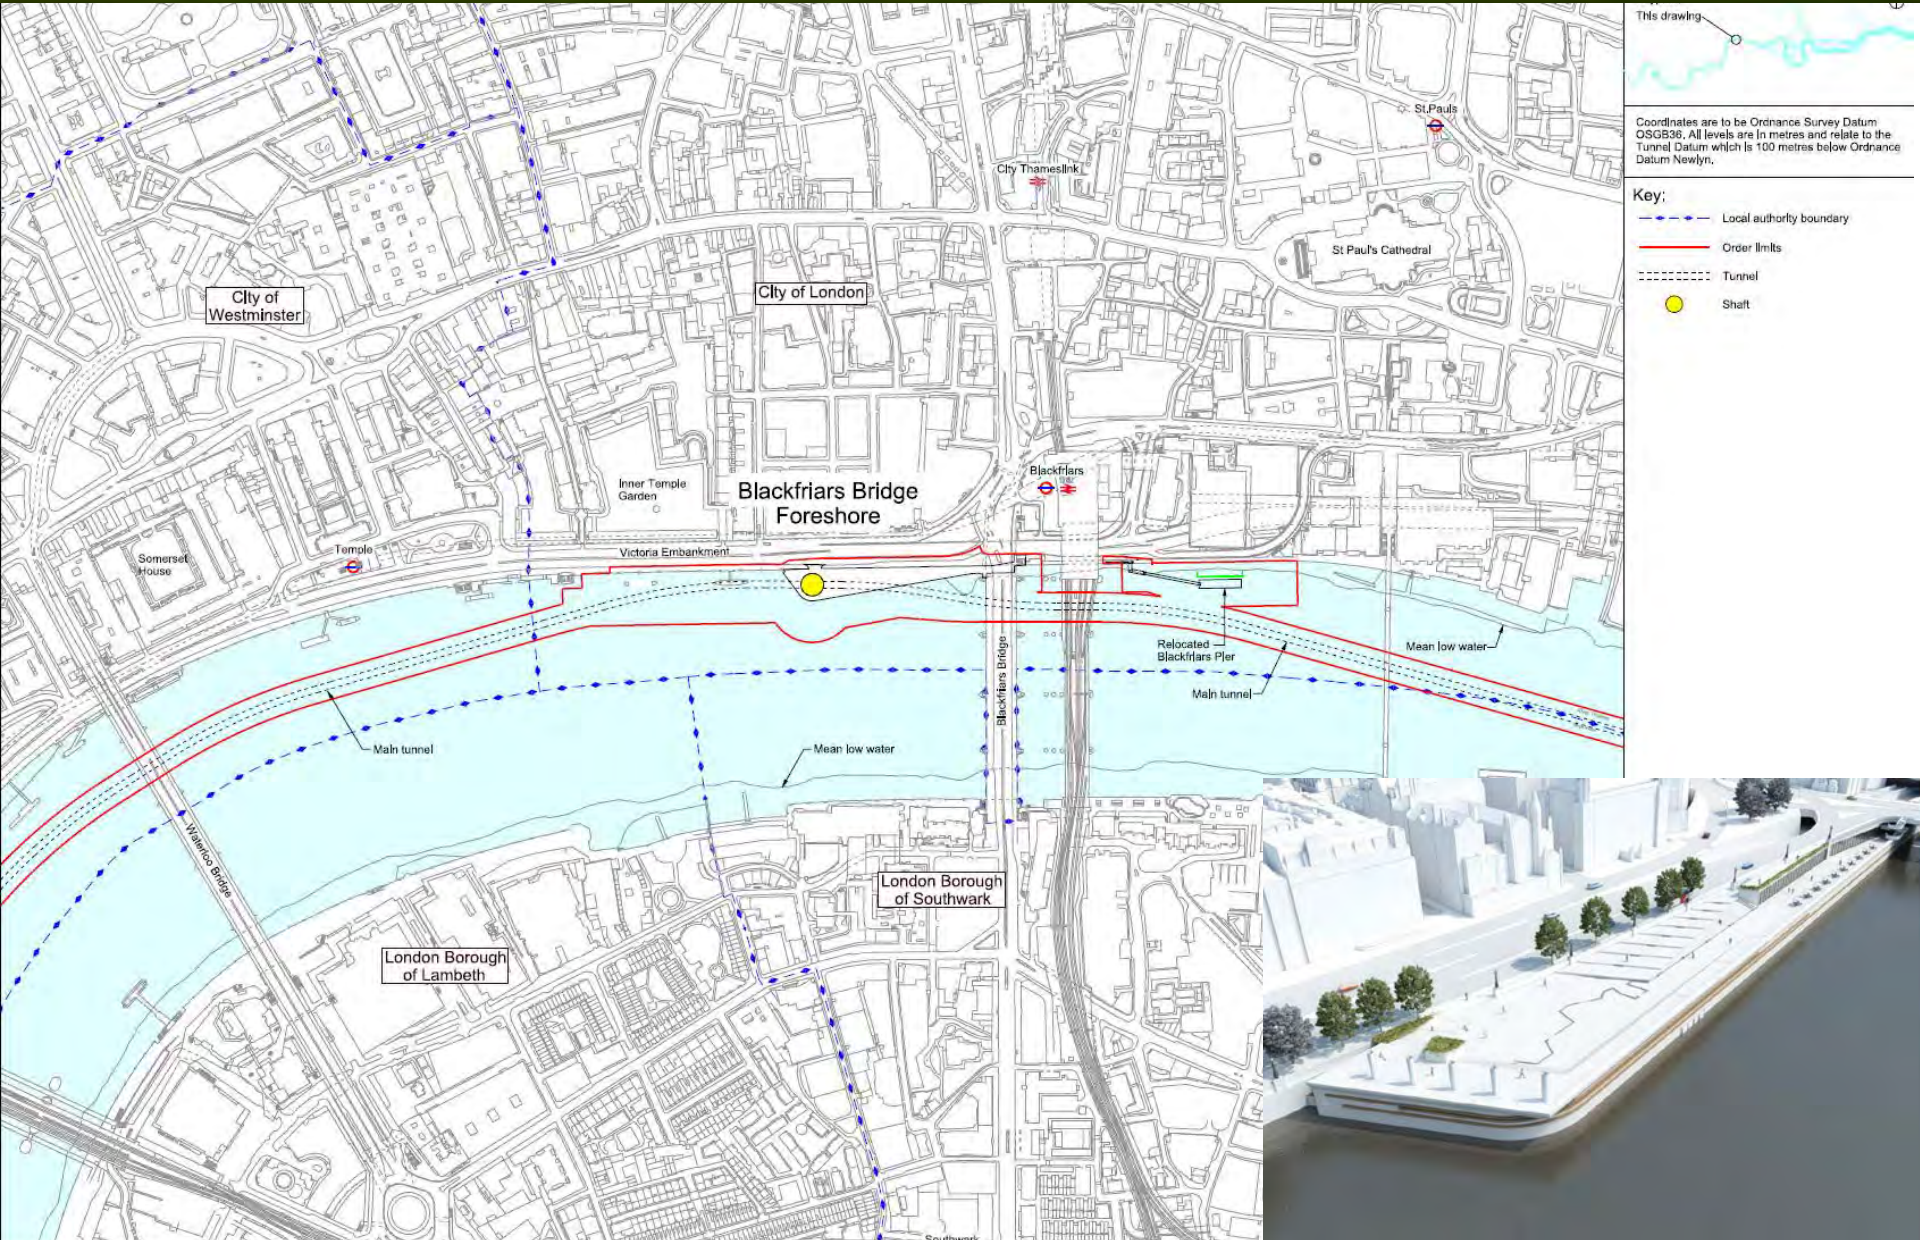 This drawing
Coordinates are to be Ordnance Survey Datum
OSGB36. All levels are in metres and relate to the
Tunnel Datum which is 100 metres below Ordnance
Datum Newlyn.
Key:
Local authority boundary
Order limits
Tunnel
Shaft
St.Pauls
City Thameslink
St Paul's Cathedral
City of
Westminster
City of London
Inner Temple
Garden
Blackfriars Bridge
Foreshore
Blackfriars
Somerset
House
Temple
Victoria Embankment
Relocated
Blackfriars Pier
Mean low water
Main tunnel
Blackfriars Bridge
Main tunnel
Mean low water
Waterloo Bridge
London Borough
of Southwark
London Borough
of Lambeth
Southwark